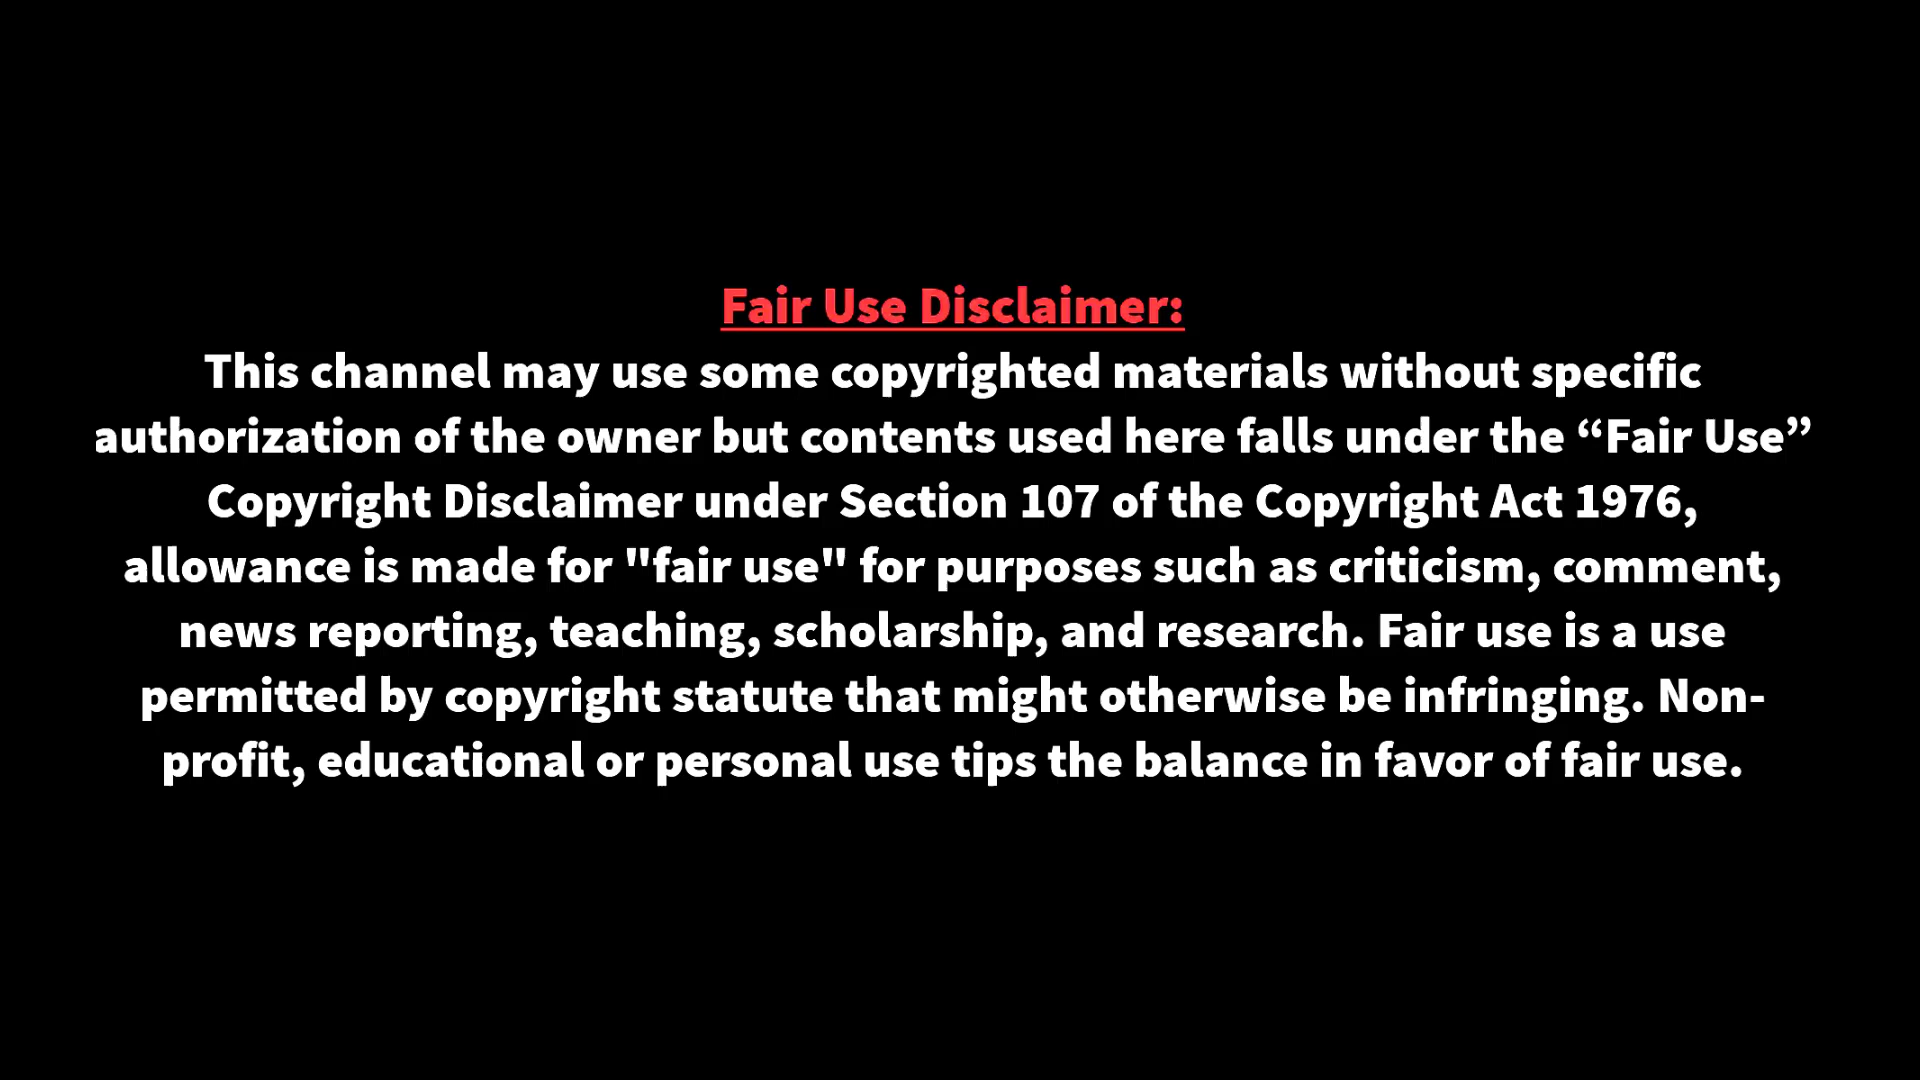 Fair Use Disclaimer:
This channel may use some copyrighted materials without specific
authorization of the owner but contents used here falls under the “Fair Use”
Copyright Disclaimer under Section 107 of the Copyright Act 1976,
allowance is made for "fair use" for purposes such as criticism, comment,
news reporting, teaching, scholarship, and research. Fair use is a use
permitted by copyright statute that might otherwise be infringing. Non-
profit, educational or personal use tips the balance in favor of fair use.